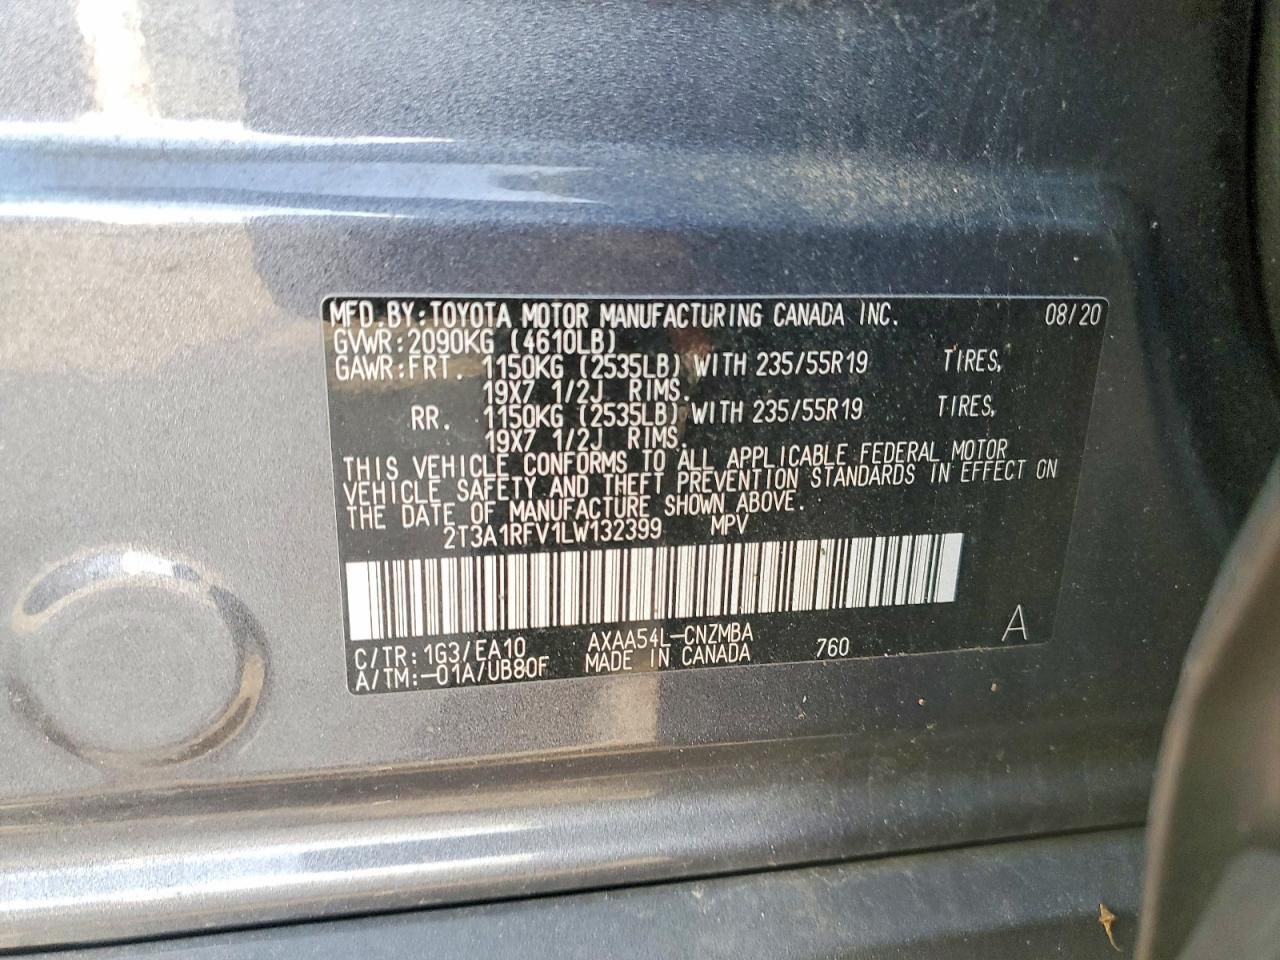 MFD.BY:TOYOTA MOTOR MANUFACTURING CANADA INC. 08/20
GVWR:2090KG (4610LB)
GAWR:FRT. 1150KG (2535LB) WITH 235/55R19 TIRES,
19X7 1/2J RIMS.
RR. 1150KG (2535LB) WITH 235/55R19 TIRES,
19X7 1/2J RIMS.
THIS VEHICLE CONFORMS TO ALL APPLICABLE FEDERAL MOTOR
VEHICLE SAFETY AND THEFT PREVENTION STANDARDS IN EFFECT ON
THE DATE OF MANUFACTURE SHOWN ABOVE.
2T3A1RFV1LW132399 MPV
C/TR:1G3/EA10 AXAA54L-CNZMBA 760 A
A/TM:-01A/UB80F MADE IN CANADA